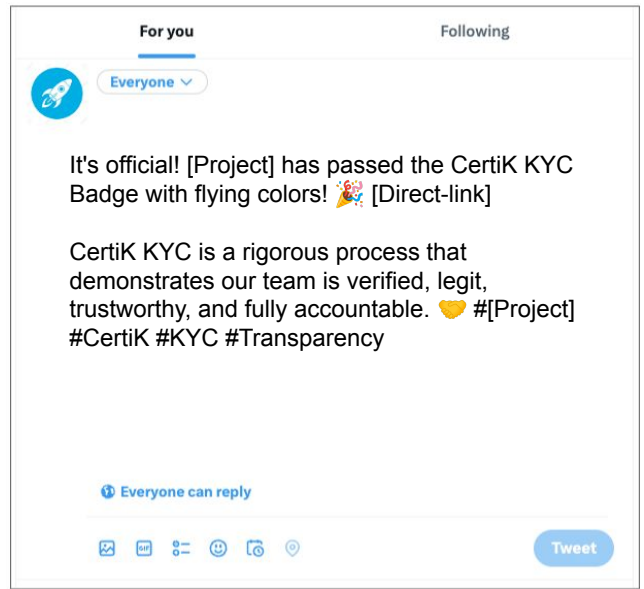 For you
Following
Everyone
It's official! [Project] has passed the CertiK KYC
Badge with flying colors! 🎉 [Direct-link]
CertiK KYC is a rigorous process that
demonstrates our team is verified, legit,
trustworthy, and fully accountable. 🤝 #[Project]
#CertiK #KYC #Transparency
Everyone can reply
GIF
Tweet